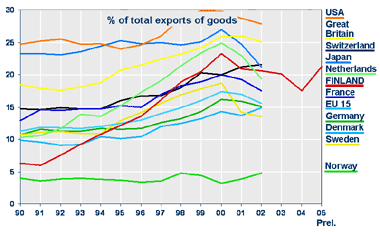 % of total exports of goods
30
25
20
15
10
5
0
90 91 92 93 94 95 96 97 98 99 00 01 02 03 04 05
Prel.
USA
Great
Britain
Switzerland
Japan
Netherlands
FINLAND
France
EU 15
Germany
Denmark
Sweden
Norway